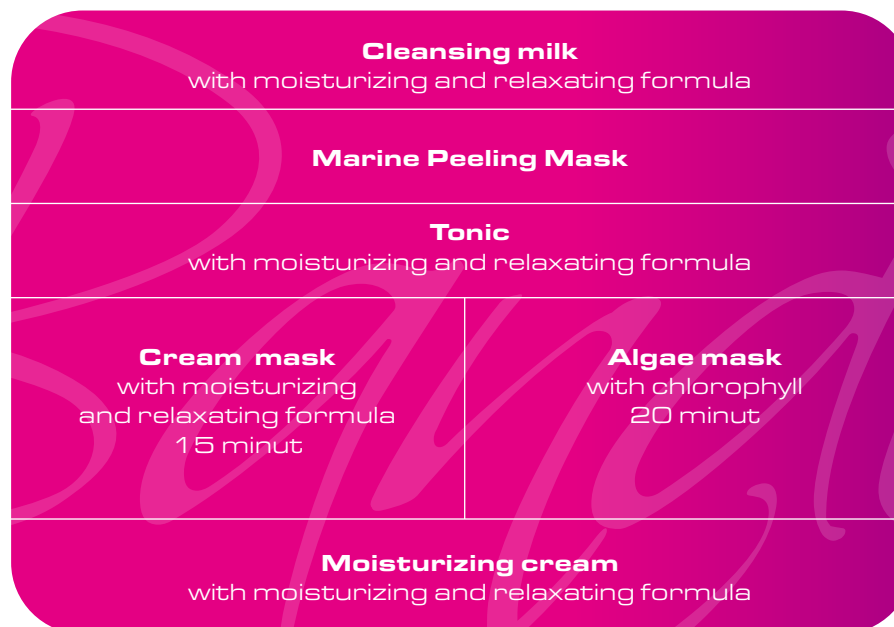 Cleansing milk
with moisturizing and relaxating formula
Marine Peeling Mask
Tonic
with moisturizing and relaxating formula
Cream mask
with moisturizing
and relaxating formula
15 minut
Algae mask
with chlorophyll
20 minut
Moisturizing cream
with moisturizing and relaxating formula